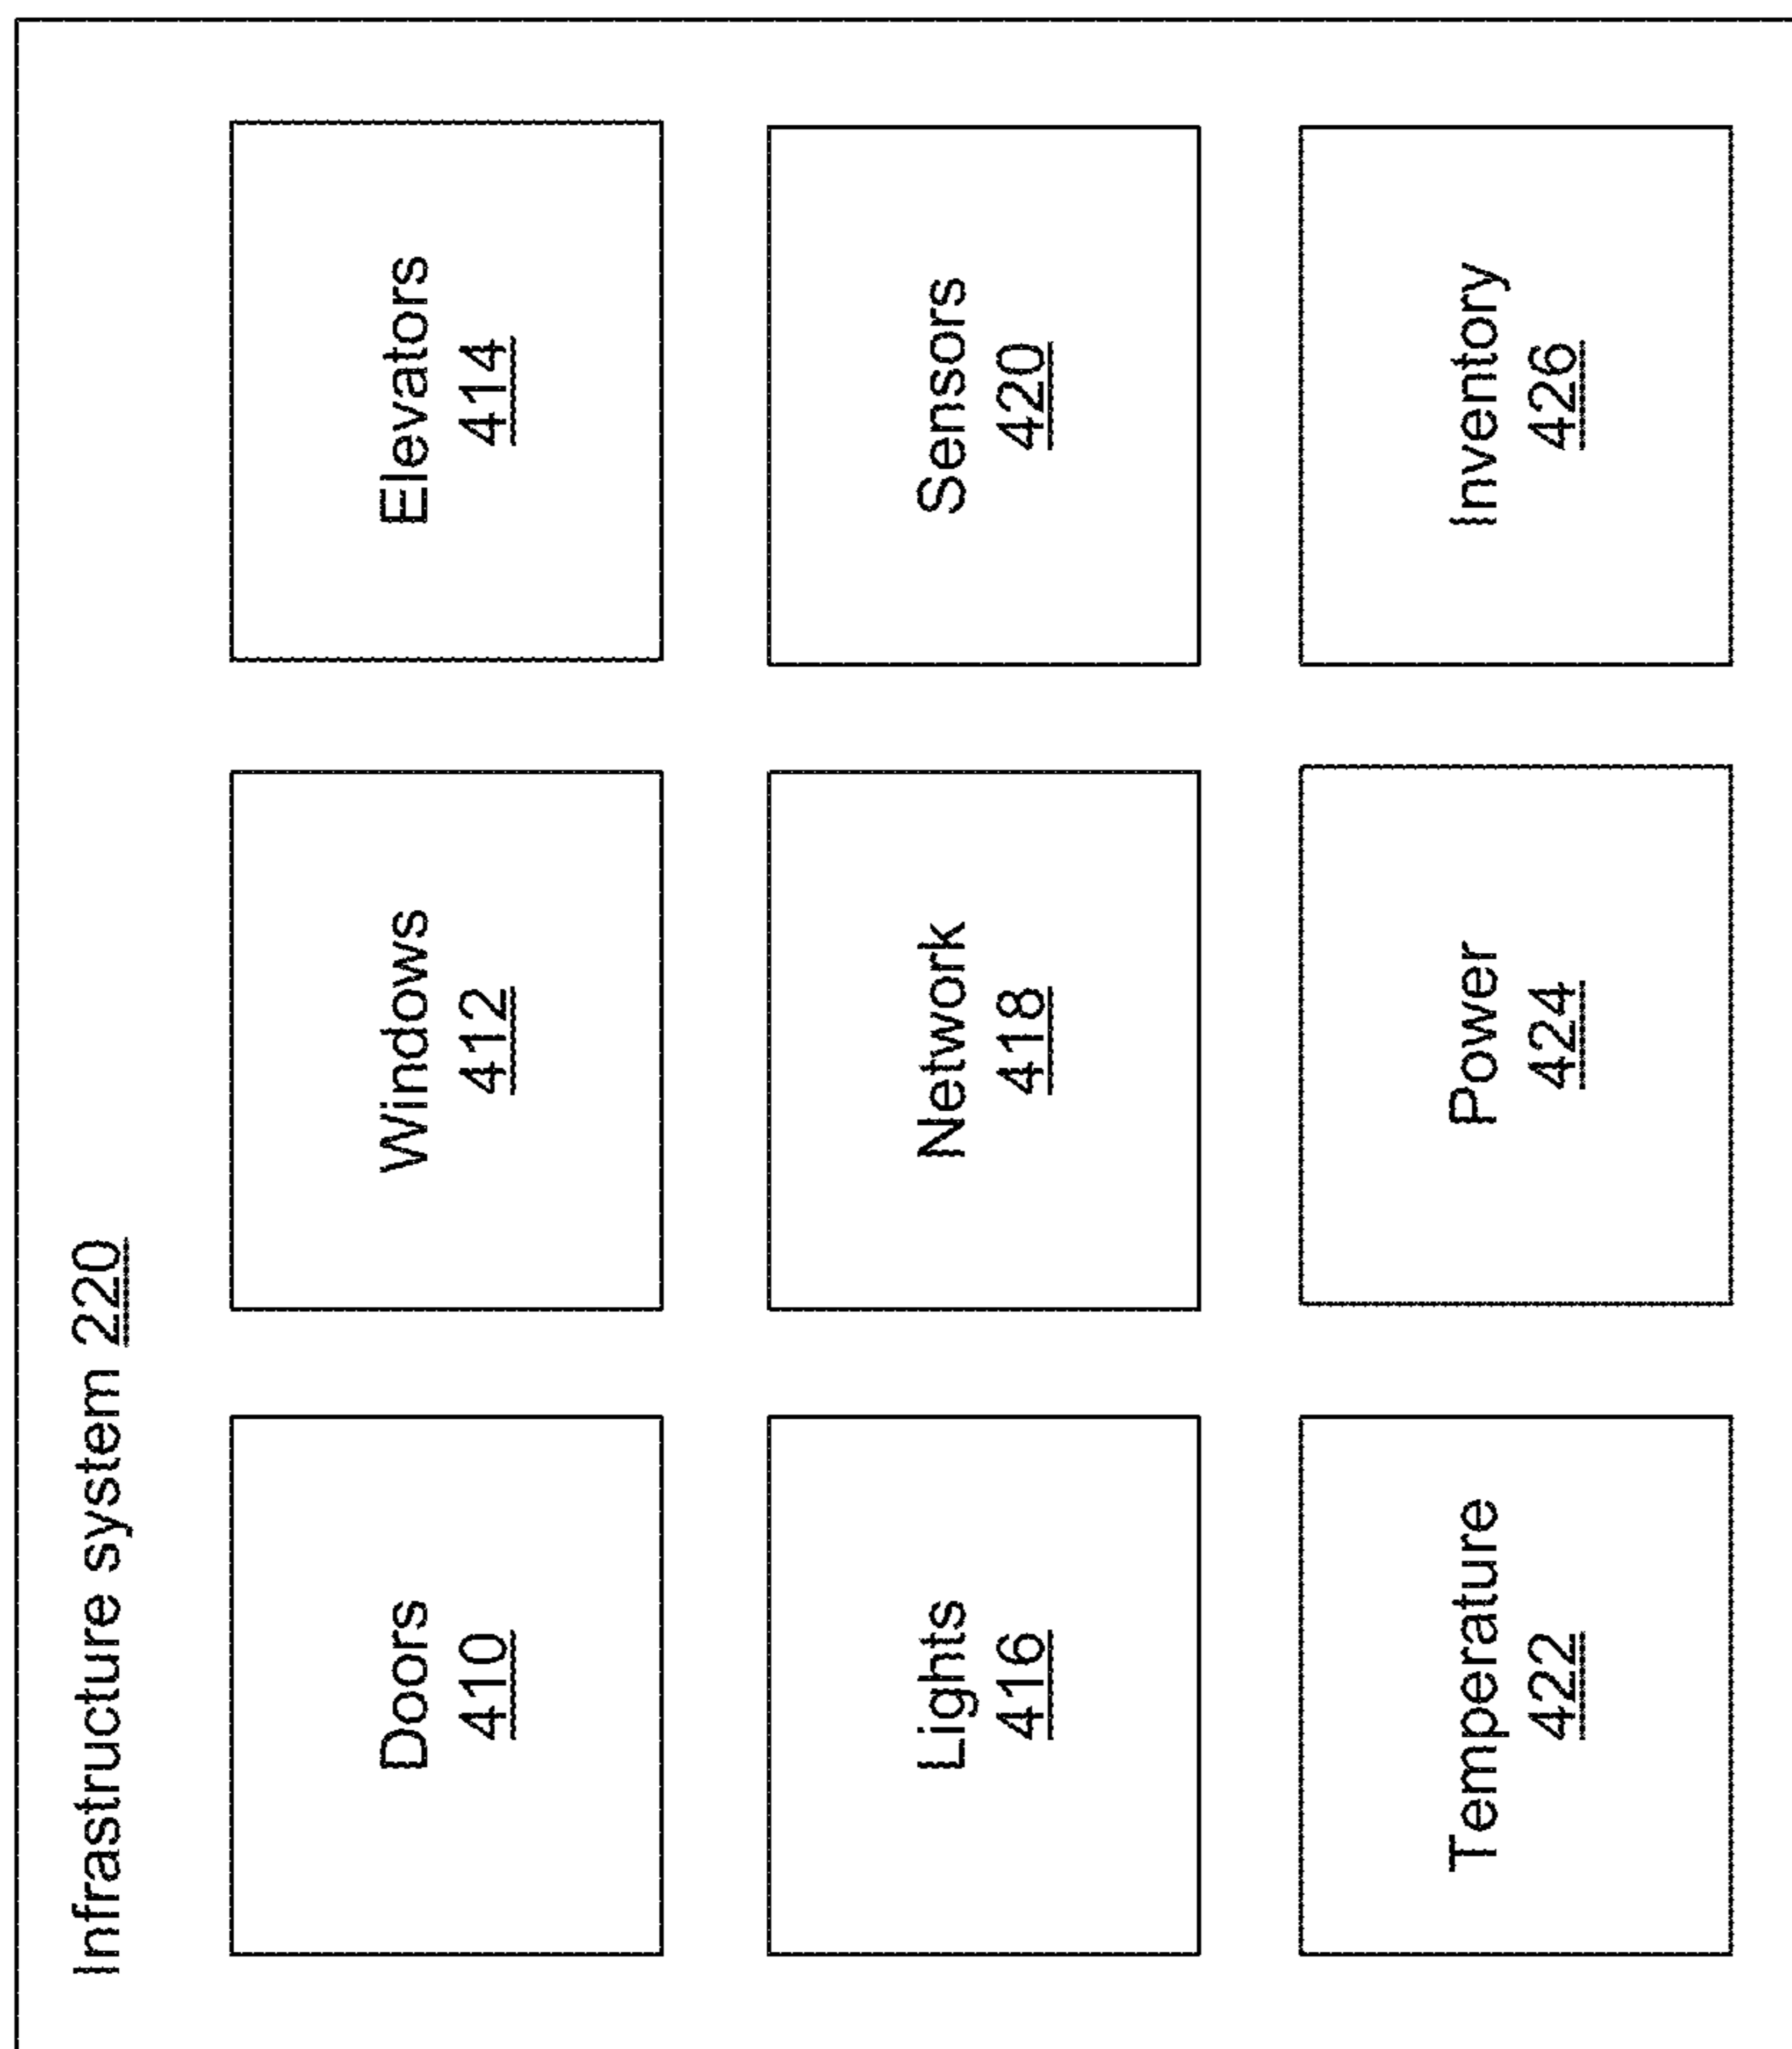 Infrastructure system 220
Doors
410
Windows
412
Elevators
414
Lights
416
Network
418
Sensors
420
Temperature
422
Power
424
Inventory
426